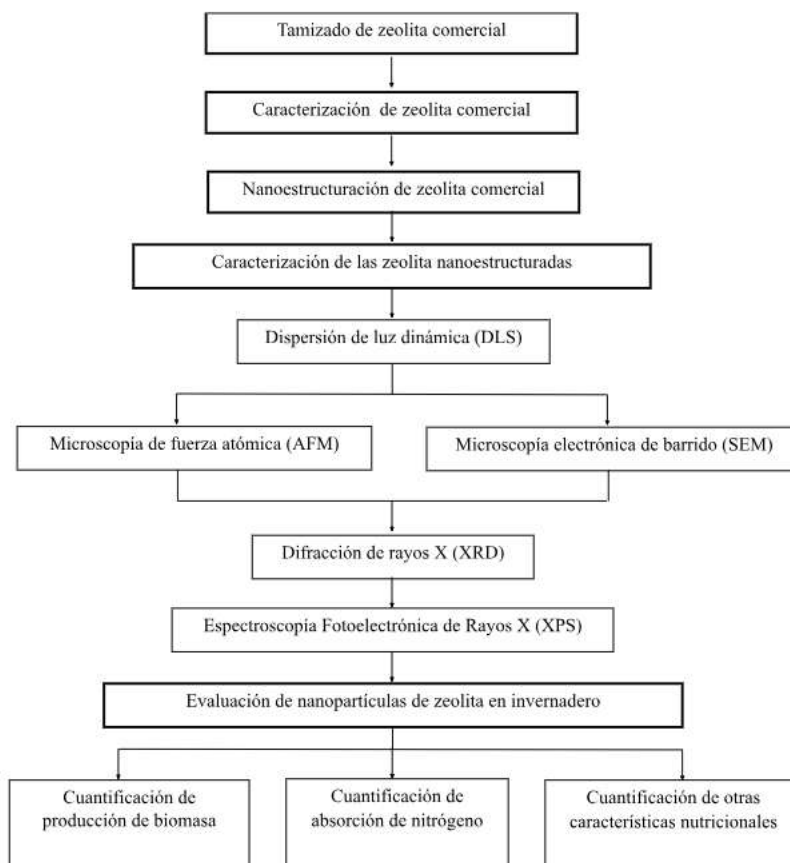 Tamizado de zeolita comercial
Caracterización de zeolita comercial
Nanoestructuración de zeolita comercial
Caracterización de las zeolita nanoestructuradas
Dispersión de luz dinámica (DLS)
Microscopía de fuerza atómica (AFM)
Microscopía electrónica de barrido (SEM)
Difracción de rayos X (XRD)
Espectroscopía Fotoelectrónica de Rayos X (XPS)
Evaluación de nanopartículas de zeolita en invernadero
Cuantificación de
producción de biomasa
Cuantificación de
absorción de nitrógeno
Cuantificación de otras
características nutricionales